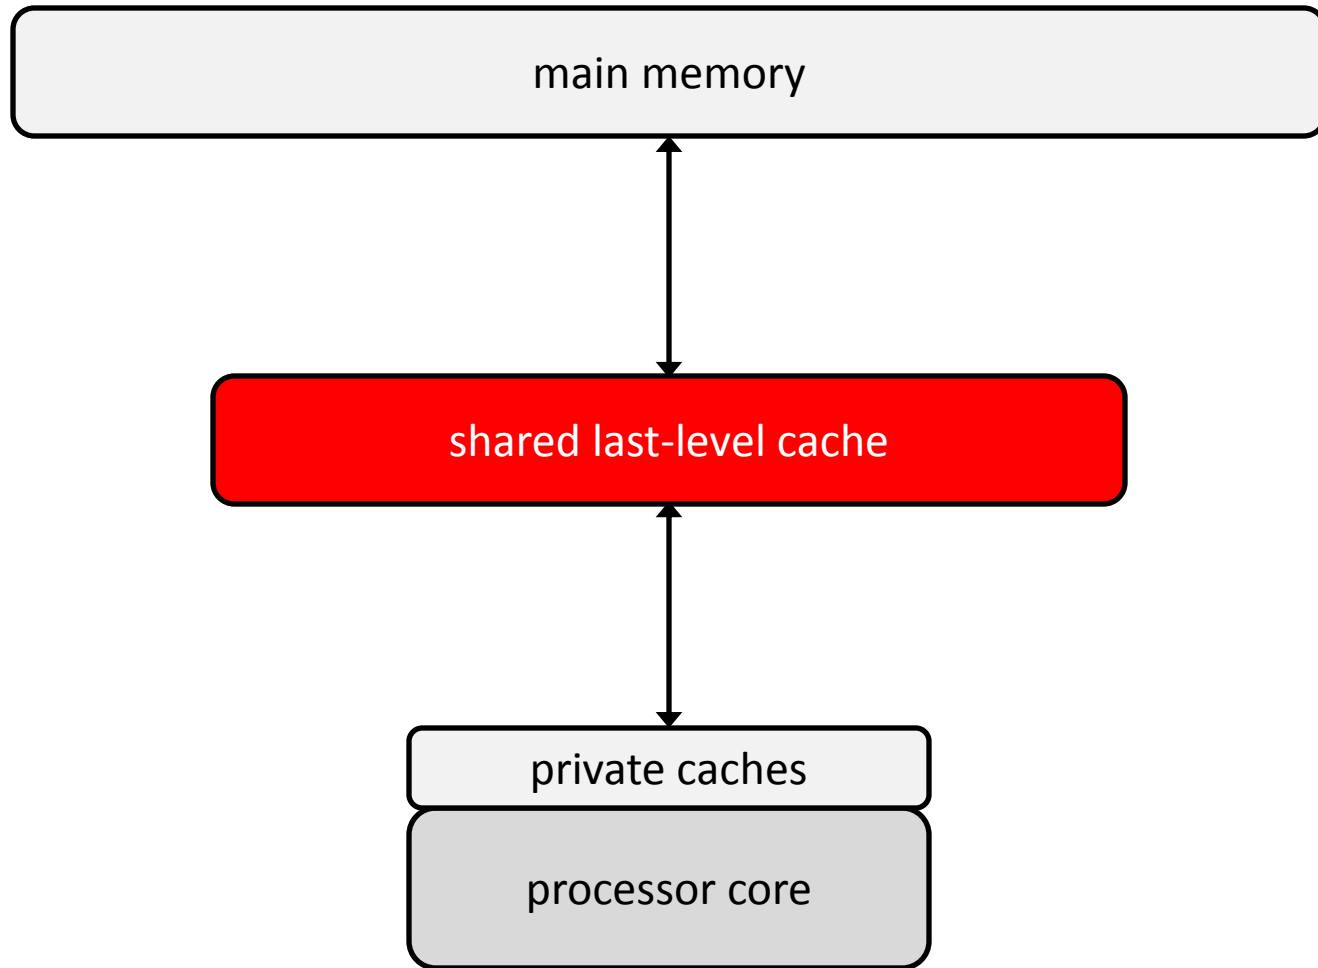 main memory
shared last-level cache
private caches
processor core